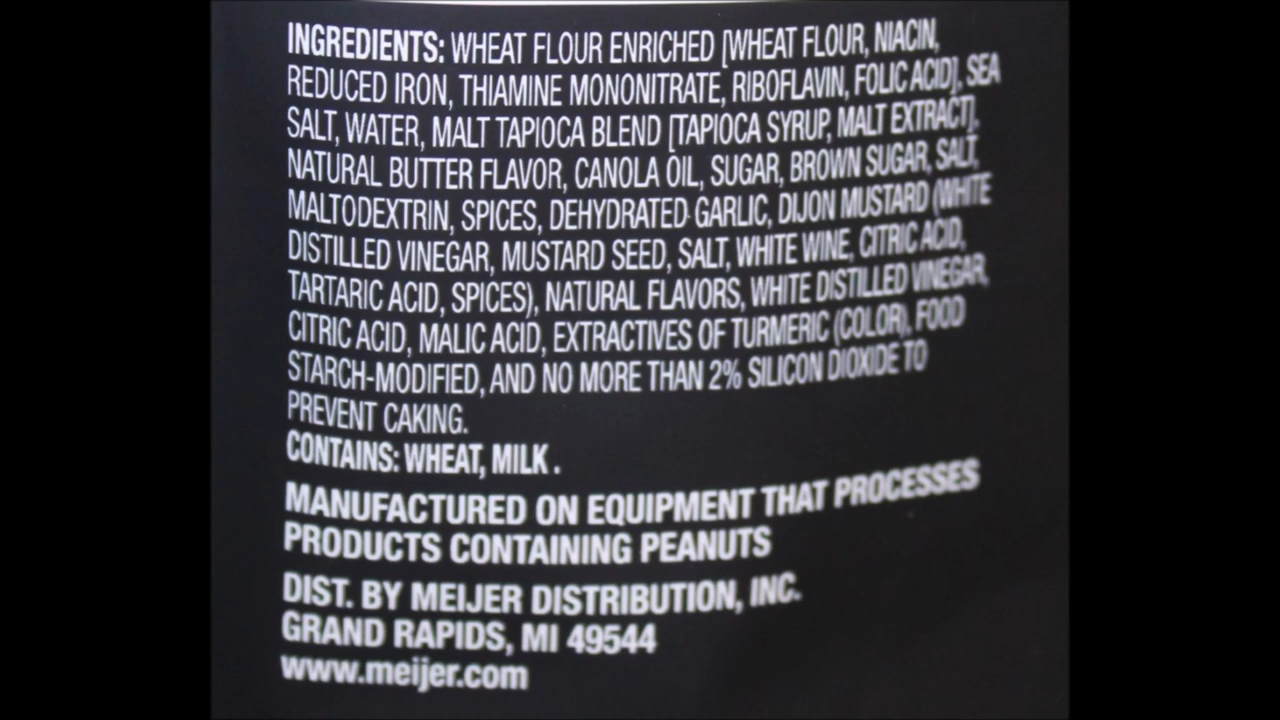 INGREDIENTS: WHEAT FLOUR ENRICHED [WHEAT FLOUR, NIACIN,
REDUCED IRON, THIAMINE MONONITRATE, RIBOFLAVIN, FOLIC ACID], SEA
SALT, WATER, MALT TAPIOCA BLEND [TAPIOCA SYRUP, MALT EXTRACT],
NATURAL BUTTER FLAVOR, CANOLA OIL, SUGAR, BROWN SUGAR, SALT,
MALTODEXTRIN, SPICES, DEHYDRATED GARLIC, DIJON MUSTARD (WHITE
DISTILLED VINEGAR, MUSTARD SEED, SALT, WHITE WINE, CITRIC ACID,
TARTARIC ACID, SPICES), NATURAL FLAVORS, WHITE DISTILLED VINEGAR,
CITRIC ACID, MALIC ACID, EXTRACTIVES OF TURMERIC (COLOR), FOOD
STARCH-MODIFIED, AND NO MORE THAN 2% SILICON DIOXIDE TO
PREVENT CAKING.
CONTAINS: WHEAT, MILK .
MANUFACTURED ON EQUIPMENT THAT PROCESSES
PRODUCTS CONTAINING PEANUTS
DIST. BY MEIJER DISTRIBUTION, INC.
GRAND RAPIDS, MI 49544
www.meijer.com